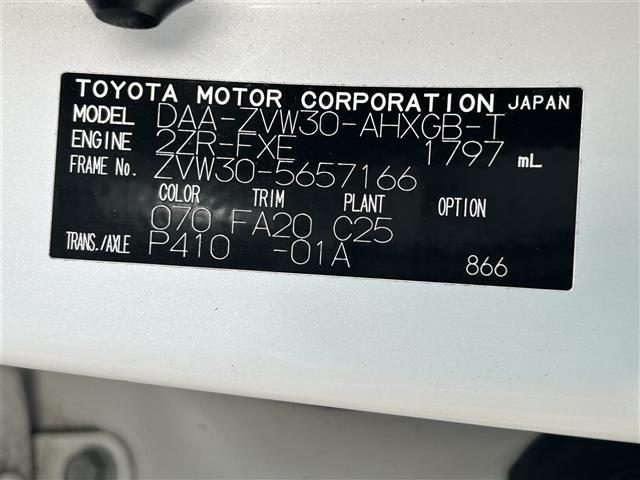 TOYOTA MOTOR CORPORATION JAPAN
MODEL DAA-ZVW30-AHXGB-T
ENGINE 2ZR-FXE 1797 mL
FRAME No. ZVW30-5657166
COLOR TRIM PLANT OPTION
070 FA20 C25
TRANS./AXLE P410 -01A
866